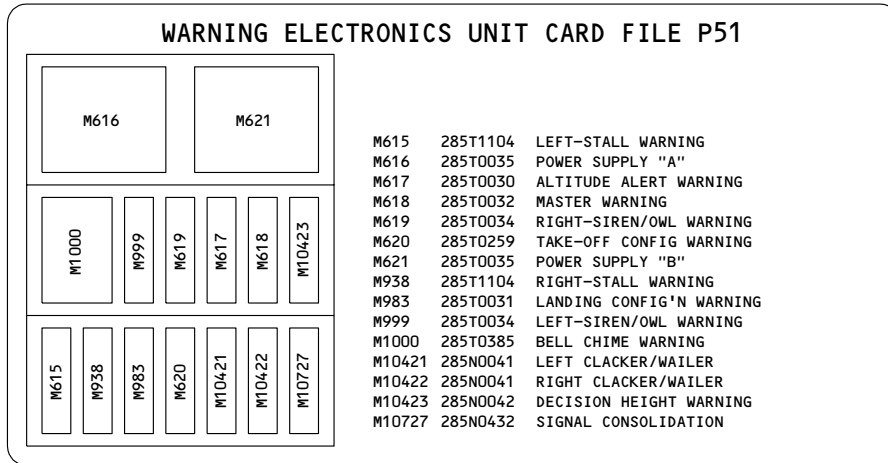 WARNING ELECTRONICS UNIT CARD FILE P51
M616
M621
M1000
M999
M619
M617
M618
M10423
M615
M938
M983
M620
M10421
M10422
M10727
M615 285T1104 LEFT-STALL WARNING
M616 285T0035 POWER SUPPLY "A"
M617 285T0030 ALTITUDE ALERT WARNING
M618 285T0032 MASTER WARNING
M619 285T0034 RIGHT-SIREN/OWL WARNING
M620 285T0259 TAKE-OFF CONFIG WARNING
M621 285T0035 POWER SUPPLY "B"
M938 285T1104 RIGHT-STALL WARNING
M983 285T0031 LANDING CONFIG'N WARNING
M999 285T0034 LEFT-SIREN/OWL WARNING
M1000 285T0385 BELL CHIME WARNING
M10421 285N0041 LEFT CLACKER/WAILER
M10422 285N0041 RIGHT CLACKER/WAILER
M10423 285N0042 DECISION HEIGHT WARNING
M10727 285N0432 SIGNAL CONSOLIDATION